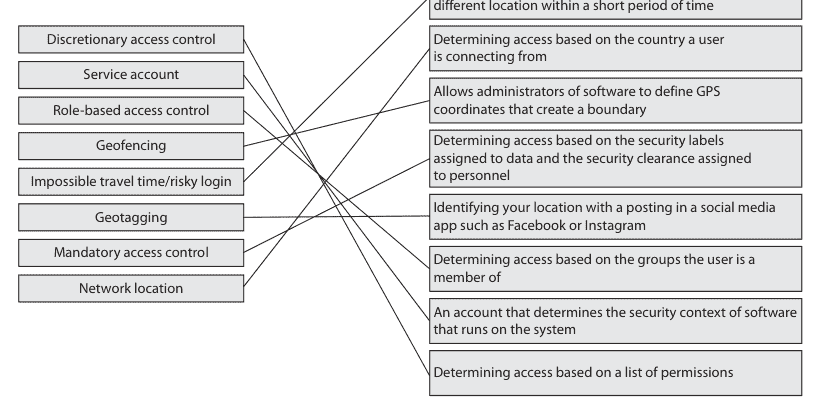 different location within a short period of time
Discretionary access control
Service account
Role-based access control
Geofencing
Impossible travel time/risky login
Geotagging
Mandatory access control
Network location
Determining access based on the country a user
is connecting from
Allows administrators of software to define GPS
coordinates that create a boundary
Determining access based on the security labels
assigned to data and the security clearance assigned
to personnel
Identifying your location with a posting in a social media
app such as Facebook or Instagram
Determining access based on the groups the user is a
member of
An account that determines the security context of software
that runs on the system
Determining access based on a list of permissions